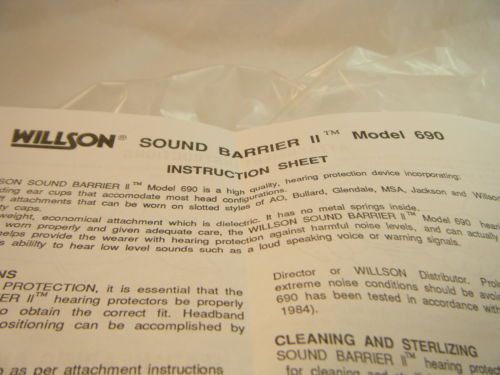 WILLSON® SOUND BARRIER II™ Model 690
INSTRUCTION SHEET
SON SOUND BARRIER II™ Model 690 is a high quality, hearing protection device incorporating:
ding ear cups that accomodate most head configurations.
attachments that can be worn on slotted styles of AO, Bullard, Glendale, MSA, Jackson and Willson
ty caps.
weight, economical attachment which is dielectric. It has no metal springs inside.
worn properly and given adequate care, the WILLSON SOUND BARRIER II™ Model 690 heari
helps provide the wearer with hearing protection against harmful noise levels, and can actually
s ability to hear low level sounds such as a loud speaking voice or warning signals.
NS
PROTECTION, it is essential that the
ER II™ hearing protectors be properly
o obtain the correct fit. Headband
ositioning can be accomplished by
as per attachment instructions
Director or WILLSON Distributor. Prol
extreme noise conditions should be avoi
690 has been tested in accordance with
1984).
CLEANING AND STERLIZING
SOUND BARRIER II™ hearing protec
for cleaning and